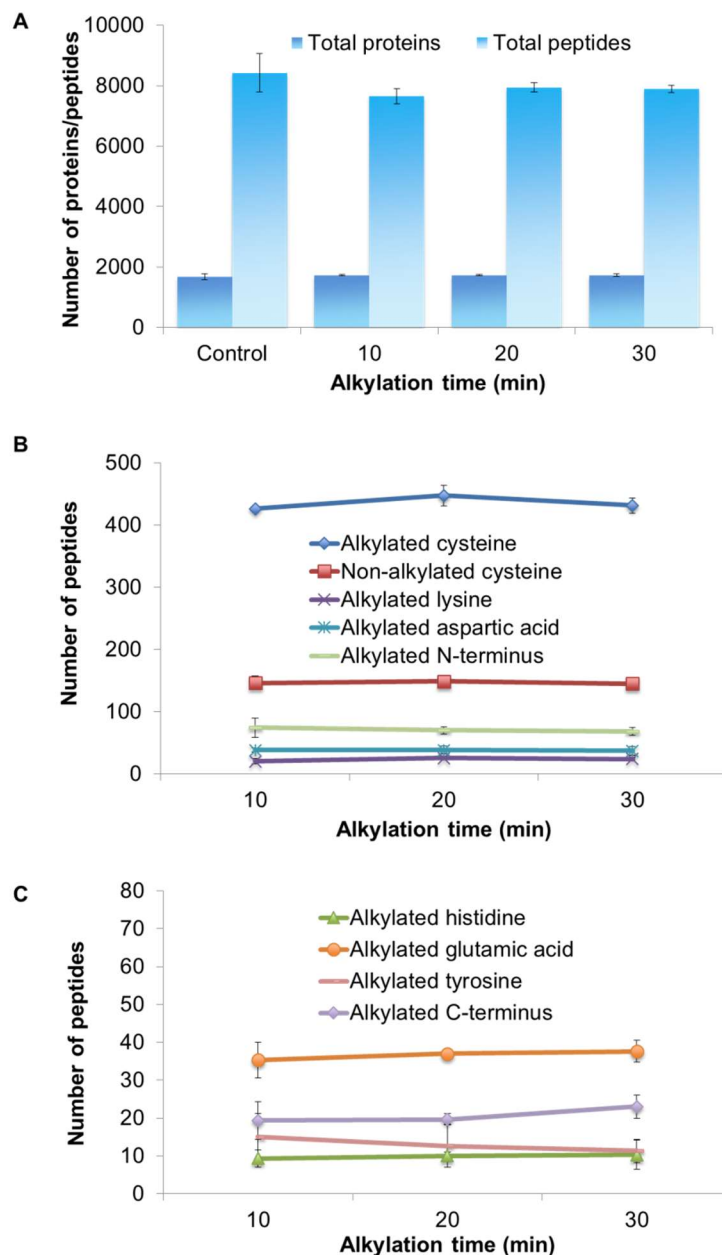 A
Number of proteins/peptides
10000
8000
6000
4000
2000
0
Total proteins Total peptides
Control 10 20 30
Alkylation time (min)
B
Number of peptides
500
400
300
200
100
0
Alkylated cysteine
Non-alkylated cysteine
Alkylated lysine
Alkylated aspartic acid
Alkylated N-terminus
10 20 30
Alkylation time (min)
C
Number of peptides
80
70
60
50
40
30
20
10
0
Alkylated histidine
Alkylated glutamic acid
Alkylated tyrosine
Alkylated C-terminus
10 20 30
Alkylation time (min)